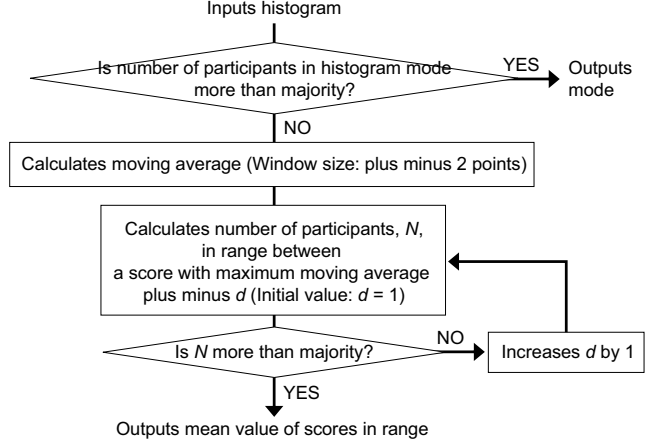 Inputs histogram
Is number of participants in histogram mode
more than majority?
YES
Outputs
mode
NO
Calculates moving average (Window size: plus minus 2 points)
Calculates number of participants, N,
in range between
a score with maximum moving average
plus minus d (Initial value: d = 1)
Is N more than majority?
NO
Increases d by 1
YES
Outputs mean value of scores in range